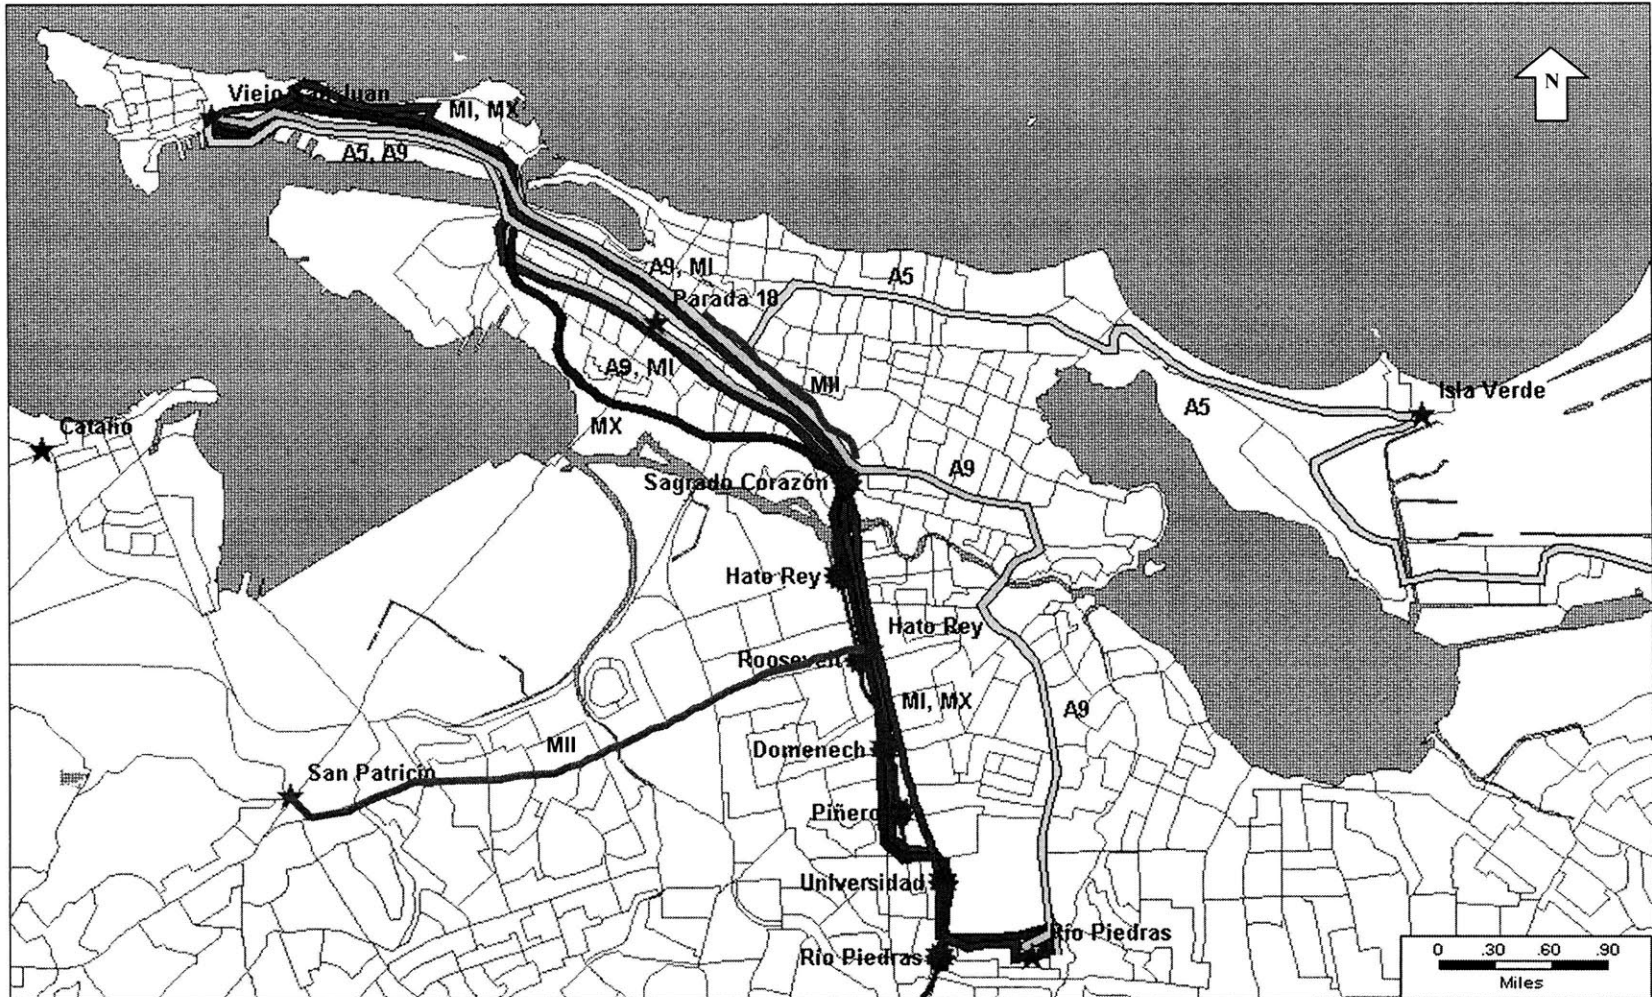 N
Viejo San Juan
MI, MX
A5, A9
A9, MI
A5
Parada 18
A9, MI
MII
Isla Verde
A5
MX
Cataño
A9
Sagrado Corazón
Hato Rey
Hato Rey
Roosevelt
MI, MX
A9
MII
Domenech
San Patricio
Piñero
Universidad
Río Piedras
Río Piedras
0 .30 .60 .90
Miles